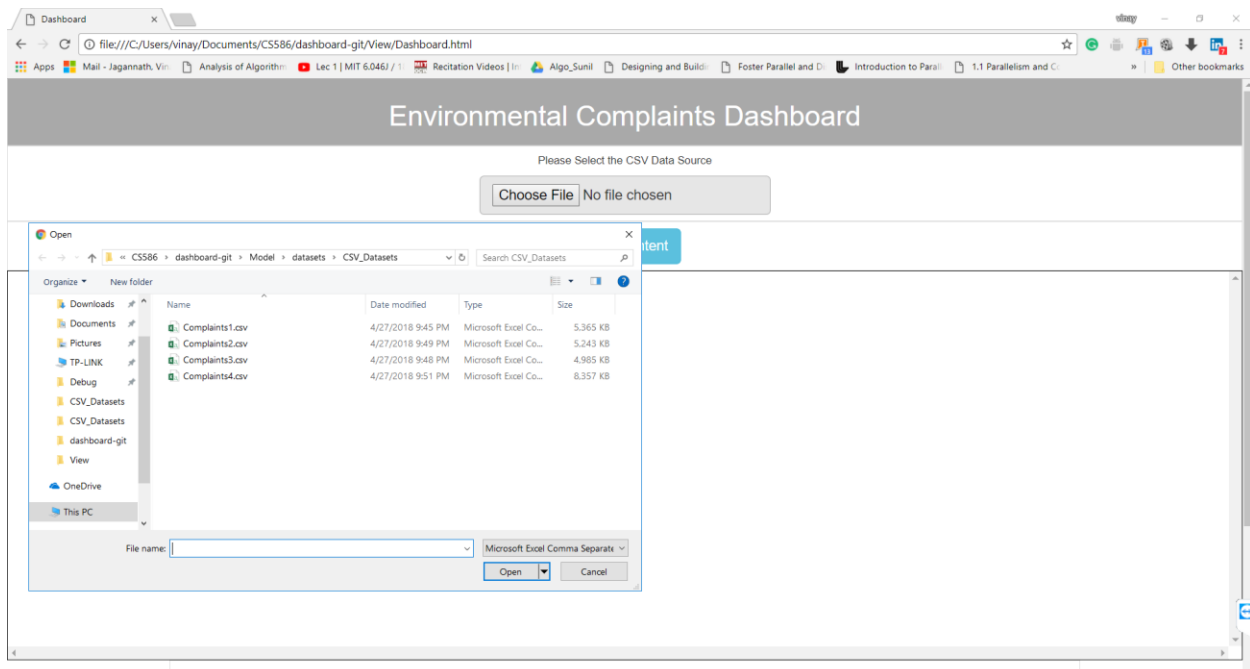 Dashboard
vinay
file:///C:/Users/vinay/Documents/CS586/dashboard-git/View/Dashboard.html
Apps Mail - Jagannath, Vin Analysis of Algorithm Lec 1 | MIT 6.046J / 1 Recitation Videos | In Algo_Sunil Designing and Buildi Foster Parallel and D Introduction to Parall 1.1 Parallelism and C » Other bookmarks
Environmental Complaints Dashboard
Please Select the CSV Data Source
Choose File No file chosen
Open
tent
« CS586 › dashboard-git › Model › datasets › CSV_Datasets Search CSV_Datasets
Organize New folder
Downloads Name Date modified Type Size
Documents Complaints1.csv 4/27/2018 9:45 PM Microsoft Excel Co... 5,365 KB
Pictures Complaints2.csv 4/27/2018 9:49 PM Microsoft Excel Co... 5,243 KB
TP-LINK Complaints3.csv 4/27/2018 9:48 PM Microsoft Excel Co... 4,985 KB
Debug Complaints4.csv 4/27/2018 9:51 PM Microsoft Excel Co... 8,357 KB
CSV_Datasets
CSV_Datasets
dashboard-git
View
OneDrive
This PC
File name: Microsoft Excel Comma Separate
Open Cancel